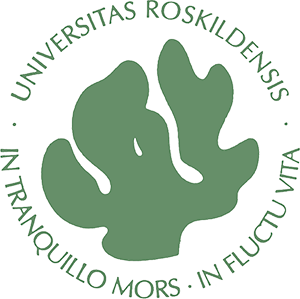 · UNIVERSITAS ROSKILDENSIS ·
IN TRANQUILLO MORS · IN FLUCTU VITA